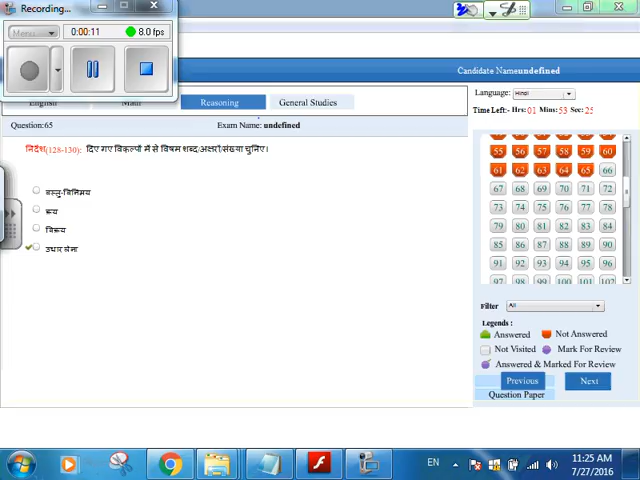 Recording...
Menu
0:00:11
8.0 fps
Candidate Nameundefined
Language: Hindi
English
Math
Reasoning
General Studies
Time Left:- Hrs: 01 Mins: 53 Sec: 25
Question:65
Exam Name: undefined
निर्देश(128-130): दिए गए विकल्पों में से विषम शब्द/अक्षरों/संख्या चुनिए।
वस्तु-विनिमय
क्रय
विक्रय
उधार लेना
55 56 57 58 59 60
61 62 63 64 65 66
67 68 69 70 71 72
73 74 75 76 77 78
79 80 81 82 83 84
85 86 87 88 89 90
91 92 93 94 95 96
97 98 99 100 101 102
Filter All
Legends :
Answered
Not Answered
Not Visited
Mark For Review
Answered & Marked For Review
Previous
Next
Question Paper
EN
11:25 AM
7/27/2016